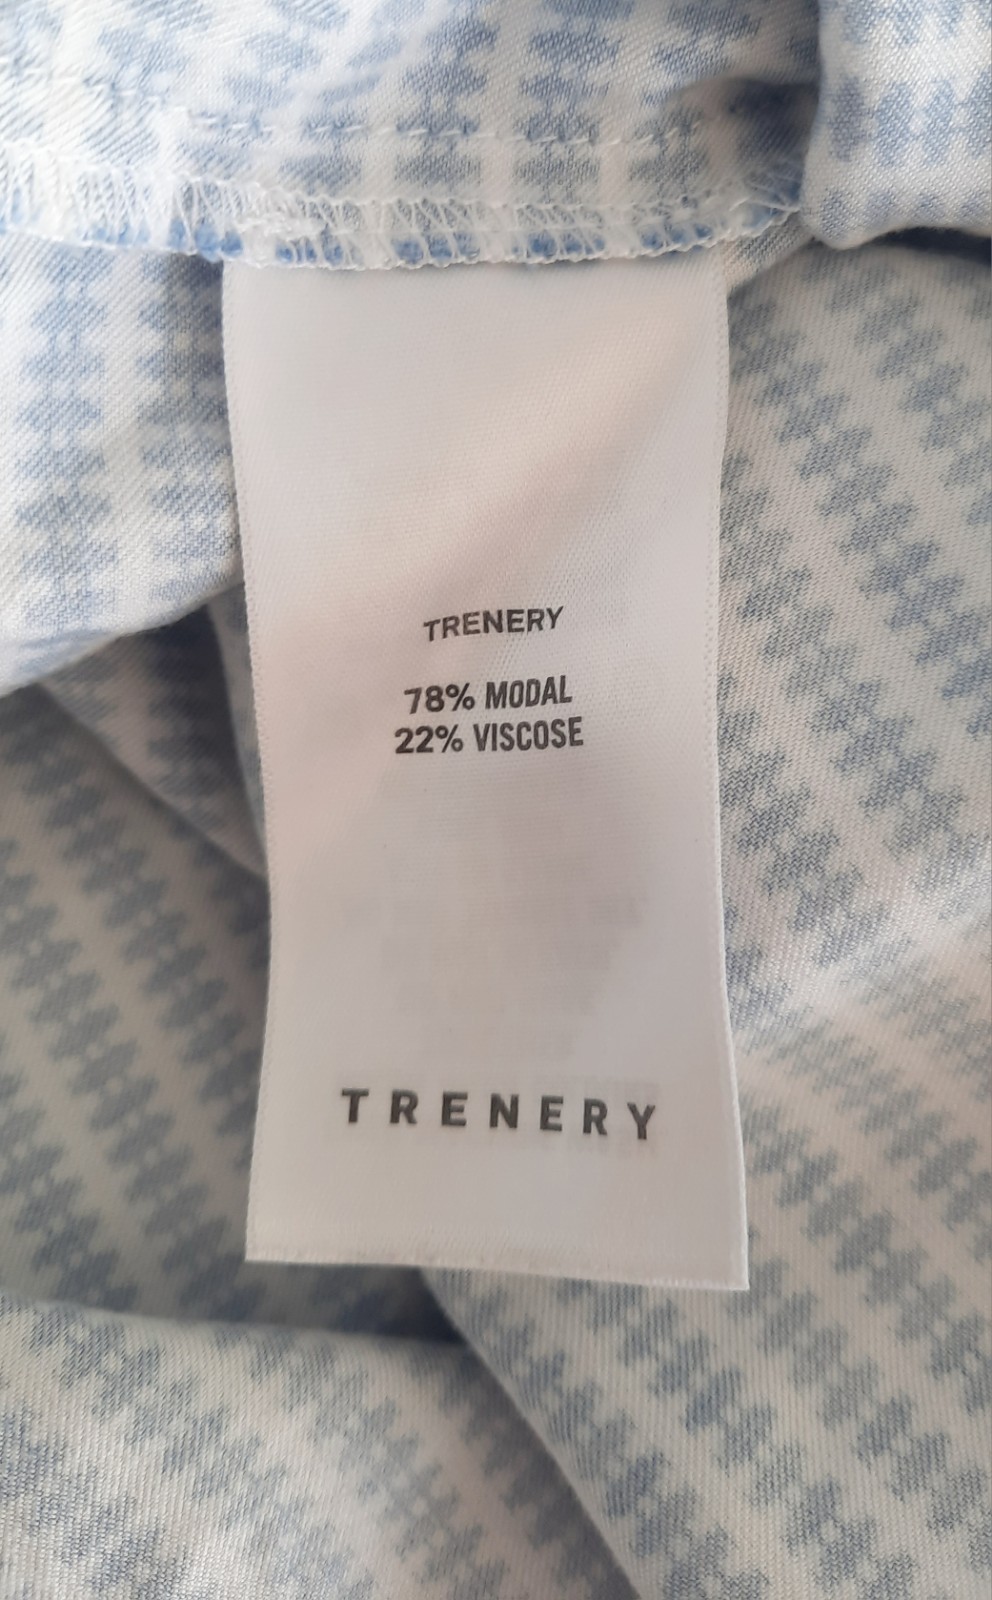 TRENERY
78% MODAL
22% VISCOSE
TRENERY